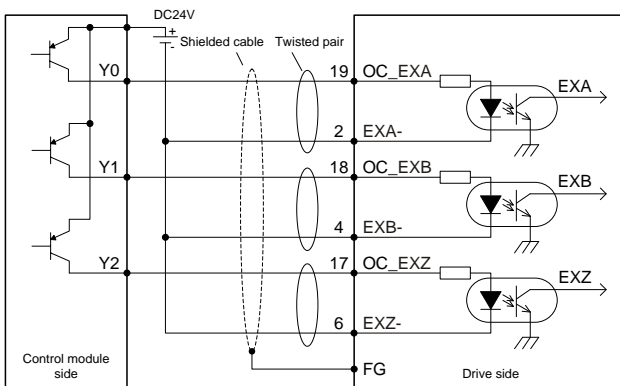 DC24V
+
-
Shielded cable
Twisted pair
Y0
19
OC_EXA
EXA
2
EXA-
Y1
18
OC_EXB
EXB
4
EXB-
Y2
17
OC_EXZ
EXZ
6
EXZ-
Control module
side
FG
Drive side